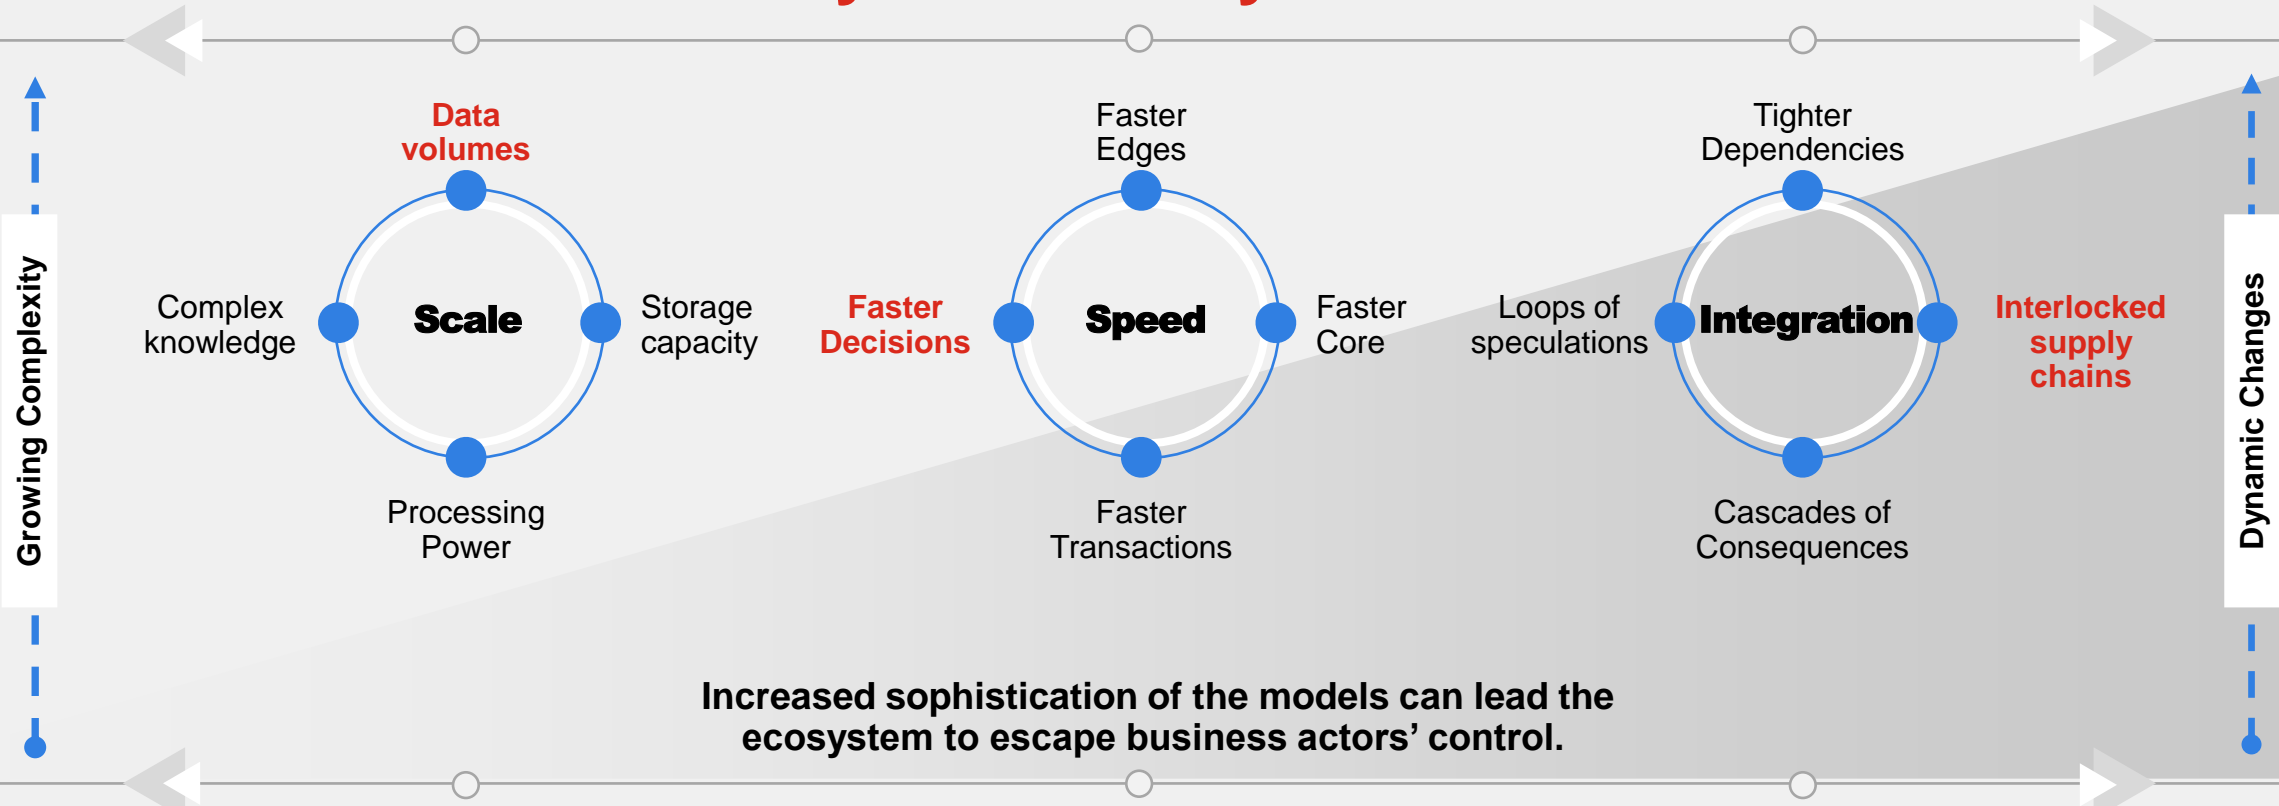 Growing Complexity
Data
volumes
Complex
knowledge
Scale
Storage
capacity
Processing
Power
Faster
Edges
Faster
Decisions
Speed
Faster
Core
Faster
Transactions
Tighter
Dependencies
Loops of
speculations
Integration
Interlocked
supply
chains
Cascades of
Consequences
Dynamic Changes
Increased sophistication of the models can lead the
ecosystem to escape business actors’ control.